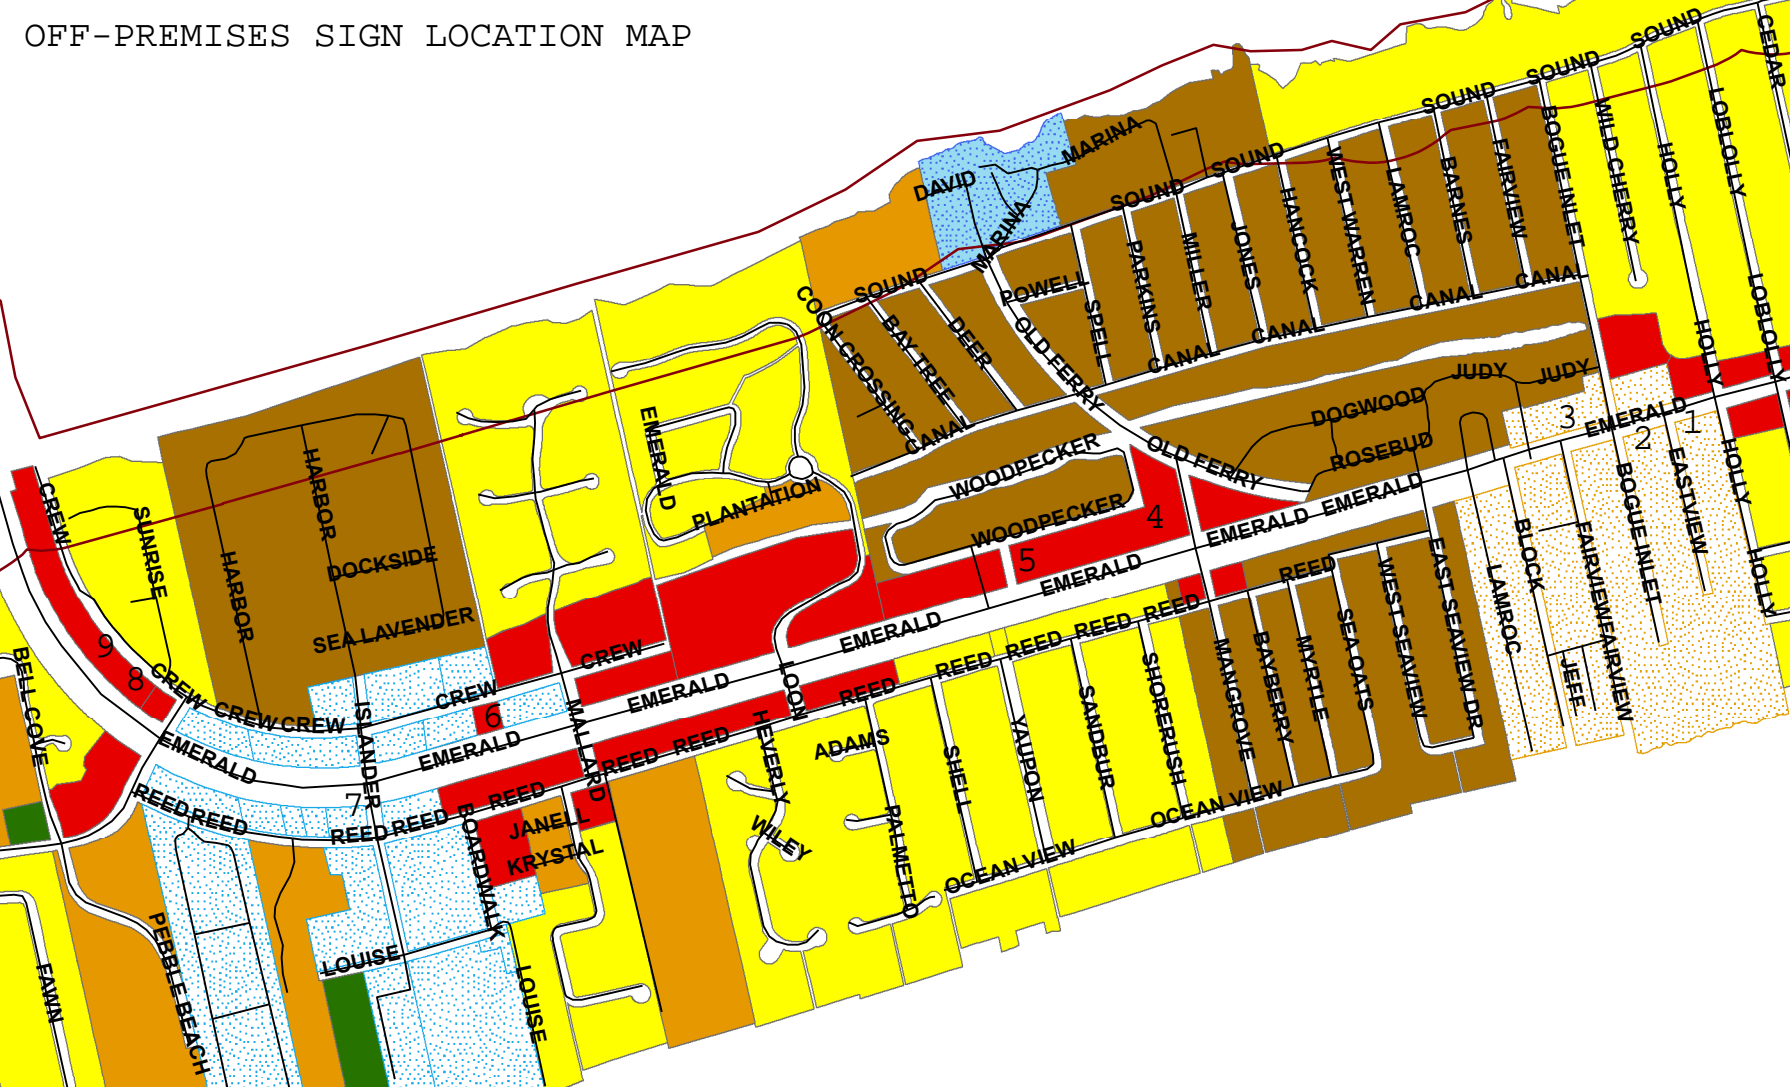 OFF-PREMISES SIGN LOCATION MAP
SOUND
CEDAR
SOUND
SOUND
LOBLOLLY
MARINA
SOUND
BOGUE INLET
WILD CHERRY
HOLLY
FAIRVIEW
BARNES
LAMROC
WEST WARREN
HANCOCK
DAVID
SOUND
MARINA
JONES
MILLER
PARKINS
SPELL
POWELL
SOUND
CANAL
CANAL
CANAL
CANAL
LOBLOLLY
HOLLY
COON CROSSING
BAY TREE
DEER
OLD FERRY
CANAL
JUDY
JUDY
DOGWOOD
ROSEBUD
3
EMERALD
1
2
EMERALD
PLANTATION
WOODPECKER
WOODPECKER
OLD FERRY
4
5
EMERALD
EMERALD
EMERALD
HOLLY
EASTVIEW
BOGUE INLET
HOLLY
CREW
SUNRISE
HARBOR
HARBOR
DOCKSIDE
SEA LAVENDER
REED
BLOCK
FAIRVIEW
FAIRVIEW
LAMROC
JEFF
EAST SEAVIEW DR
WEST SEAVIEW
SEA OATS
MYRTLE
BAYBERRY
MANGROVE
EMERALD
REED
REED
REED
REED
9
8
BELL COVE
CREW
CREW
CREW
CREW
CREW
6
EMERALD
EMERALD
EMERALD
ISLANDER
MALLARD
LOON
REED
REED
REED
HEVERLY
ADAMS
SHELL
YAUPON
SANDBUR
SHORERUSH
OCEAN VIEW
OCEAN VIEW
REED
REED
7
REED
REED
REED
BOARDWALK
JANELL
KRYSTAL
WILEY
PALMETTO
PEBBLE BEACH
LOUISE
LOUISE
FAWN